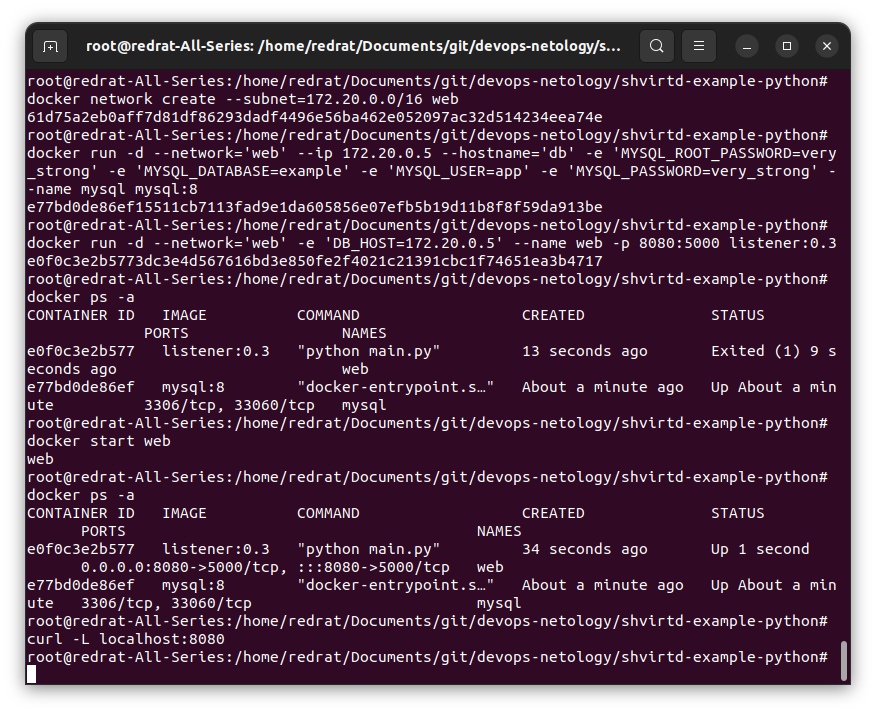 root@redrat-All-Series: /home/redrat/Documents/git/devops-netology/s...
root@redrat-All-Series:/home/redrat/Documents/git/devops-netology/shvirtd-example-python#
docker network create --subnet=172.20.0.0/16 web
61d75a2eb0aff7d81df86293dadf4496e56ba462e052097ac32d514234eea74e
root@redrat-All-Series:/home/redrat/Documents/git/devops-netology/shvirtd-example-python#
docker run -d --network='web' --ip 172.20.0.5 --hostname='db' -e 'MYSQL_ROOT_PASSWORD=very
_strong' -e 'MYSQL_DATABASE=example' -e 'MYSQL_USER=app' -e 'MYSQL_PASSWORD=very_strong' -
-name mysql mysql:8
e77bd0de86ef15511cb7113fad9e1da605856e07efb5b19d11b8f8f59da913be
root@redrat-All-Series:/home/redrat/Documents/git/devops-netology/shvirtd-example-python#
docker run -d --network='web' -e 'DB_HOST=172.20.0.5' --name web -p 8080:5000 listener:0.3
e0f0c3e2b5773dc3e4d567616bd3e850fe2f4021c21391cbc1f74651ea3b4717
root@redrat-All-Series:/home/redrat/Documents/git/devops-netology/shvirtd-example-python#
docker ps -a
CONTAINER ID   IMAGE          COMMAND                  CREATED              STATUS
             PORTS                 NAMES
e0f0c3e2b577   listener:0.3   "python main.py"         13 seconds ago       Exited (1) 9 s
econds ago                         web
e77bd0de86ef   mysql:8        "docker-entrypoint.s…"   About a minute ago   Up About a min
ute          3306/tcp, 33060/tcp   mysql
root@redrat-All-Series:/home/redrat/Documents/git/devops-netology/shvirtd-example-python#
docker start web
web
root@redrat-All-Series:/home/redrat/Documents/git/devops-netology/shvirtd-example-python#
docker ps -a
CONTAINER ID   IMAGE          COMMAND                  CREATED              STATUS
      PORTS                                       NAMES
e0f0c3e2b577   listener:0.3   "python main.py"         34 seconds ago       Up 1 second
      0.0.0.0:8080->5000/tcp, :::8080->5000/tcp   web
e77bd0de86ef   mysql:8        "docker-entrypoint.s…"   About a minute ago   Up About a min
ute   3306/tcp, 33060/tcp                         mysql
root@redrat-All-Series:/home/redrat/Documents/git/devops-netology/shvirtd-example-python#
curl -L localhost:8080
root@redrat-All-Series:/home/redrat/Documents/git/devops-netology/shvirtd-example-python#